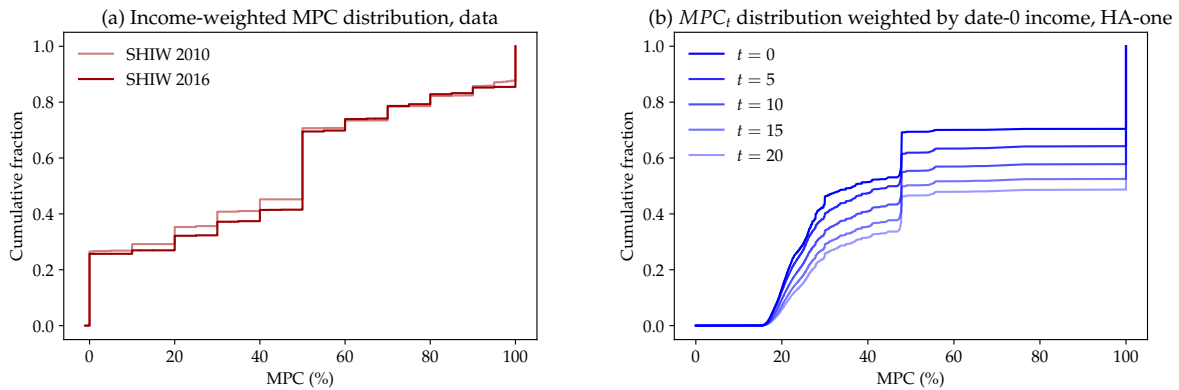 (a) Income-weighted MPC distribution, data
1.0
0.8
0.6
0.4
0.2
0.0
Cumulative fraction
SHIW 2010
SHIW 2016
0
20
40
60
80
100
MPC (%)
(b) MPC_t distribution weighted by date-0 income, HA-one
1.0
0.8
0.6
0.4
0.2
0.0
Cumulative fraction
t = 0
t = 5
t = 10
t = 15
t = 20
0
20
40
60
80
100
MPC (%)